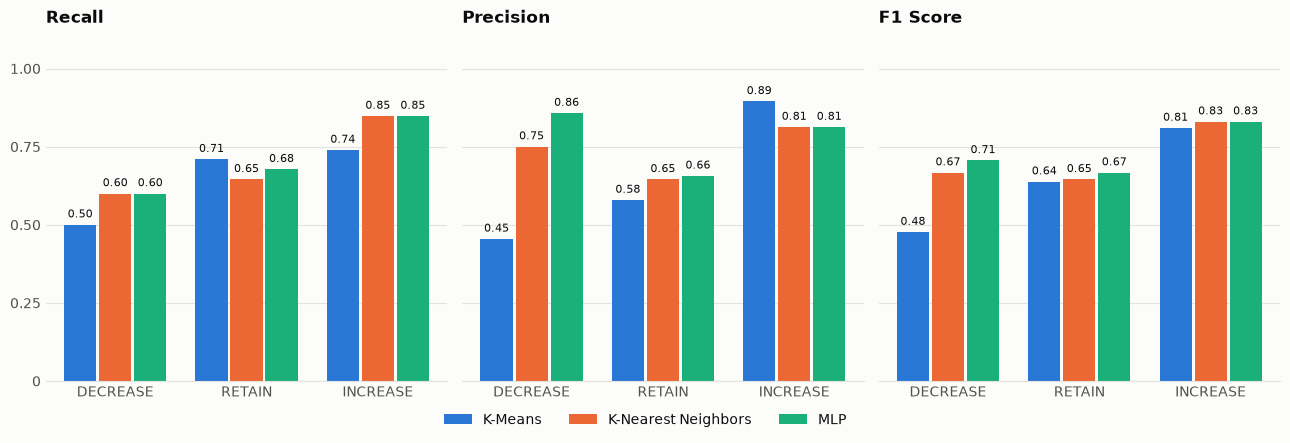 Recall Precision F1 Score
1.00
0.89
0.85 0.85 0.86 0.81 0.81 0.81 0.83 0.83
0.75
0.74 0.75
0.71 0.65 0.68 0.65 0.66 0.71 0.67 0.64 0.65 0.67
0.60 0.60 0.58
0.50
0.50 0.45 0.48
0.25
0
DECREASE RETAIN INCREASE DECREASE RETAIN INCREASE DECREASE RETAIN INCREASE
K-Means K-Nearest Neighbors MLP